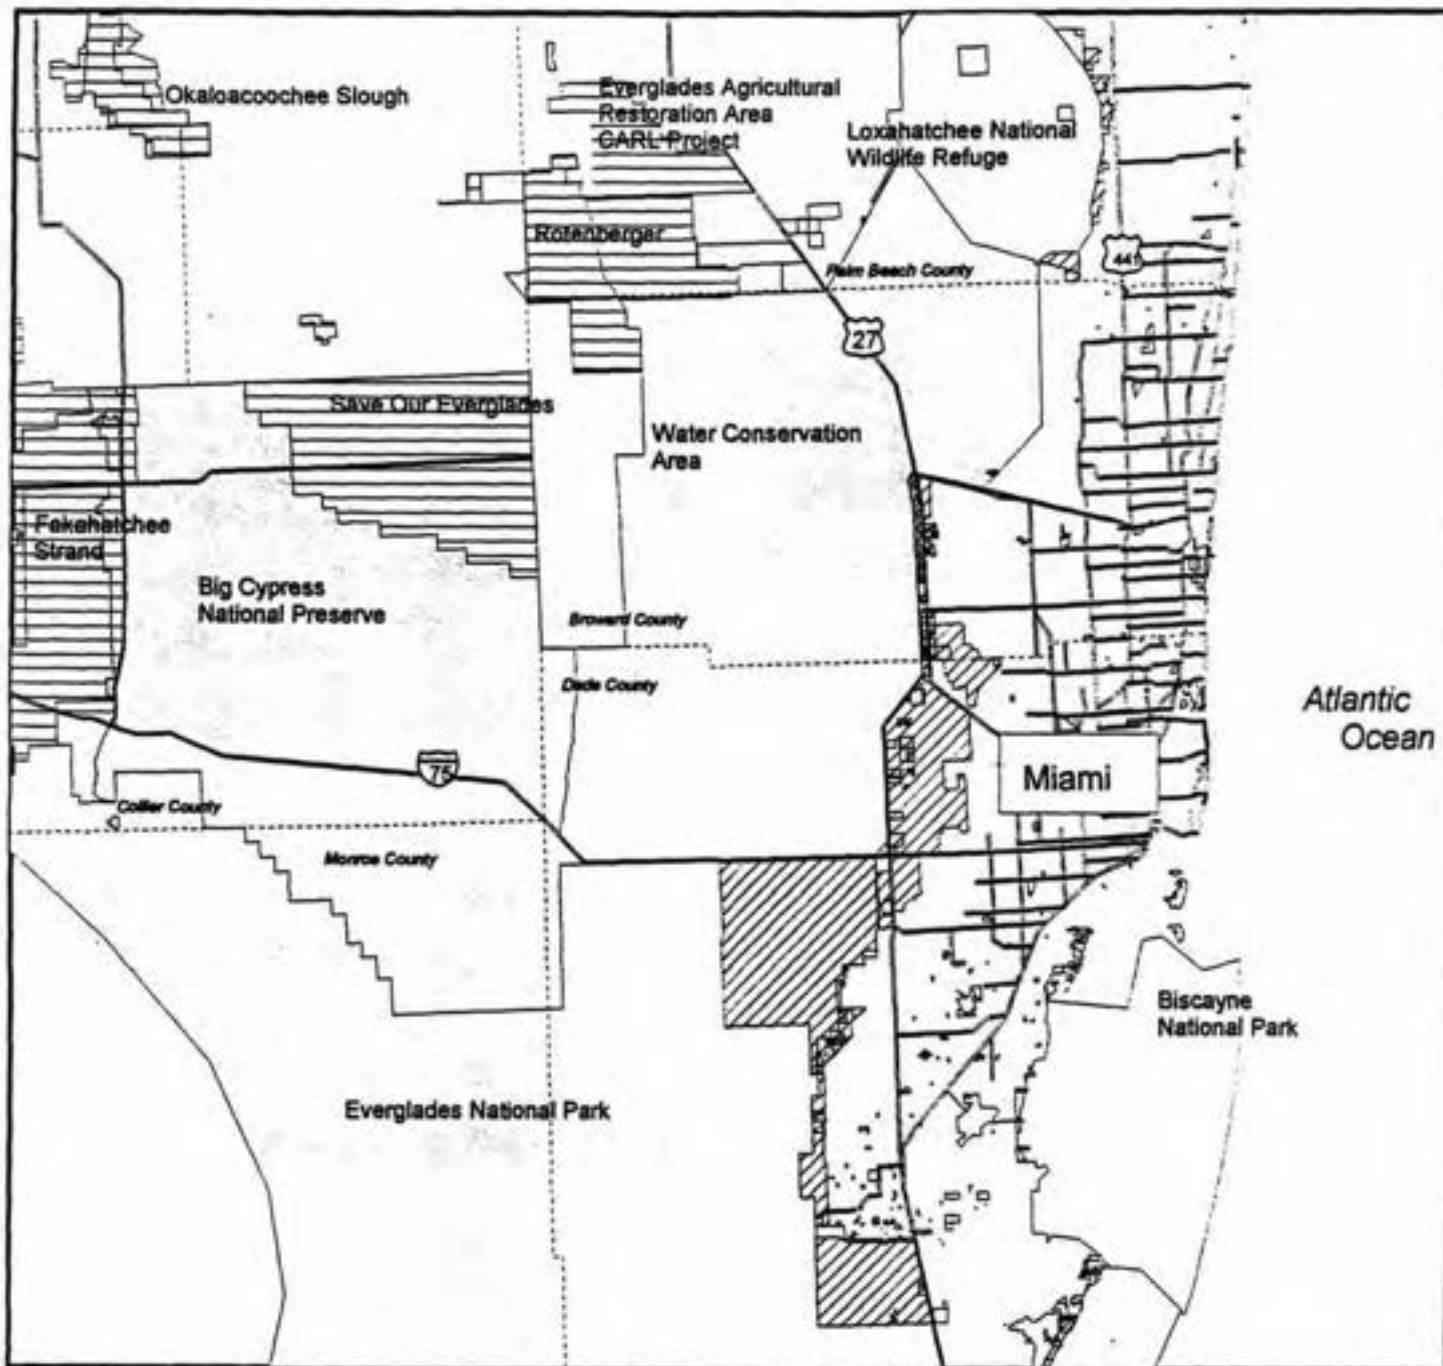 Okaloacoochee Slough
Everglades Agricultural
Restoration Area
CARL Project
Loxahatchee National
Wildlife Refuge
Rotenberger
441
Palm Beach County
27
Save Our Everglades
Water Conservation
Area
Fakahatchee
Strand
Big Cypress
National Preserve
Broward County
Dade County
Atlantic
Ocean
75
Miami
Collier County
Monroe County
Biscayne
National Park
Everglades National Park